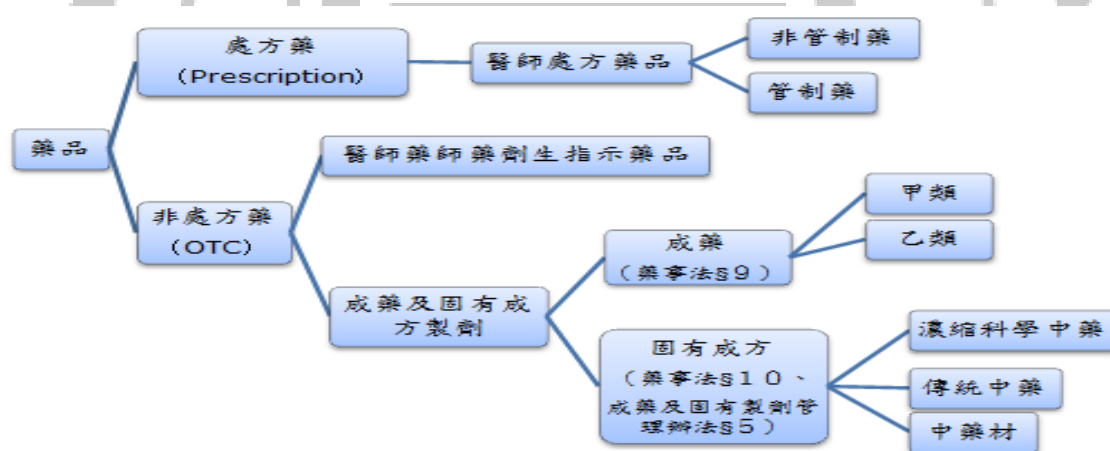 藥品
處方藥
(Prescription)
醫師處方藥品
非管制藥
管制藥
非處方藥
(OTC)
醫師藥師藥劑生指示藥品
成藥及固有成
方製劑
成藥
(藥事法§9)
甲類
乙類
固有成方
(藥事法§10、
成藥及固有製劑管
理辦法§5)
濃縮科學中藥
傳統中藥
中藥材